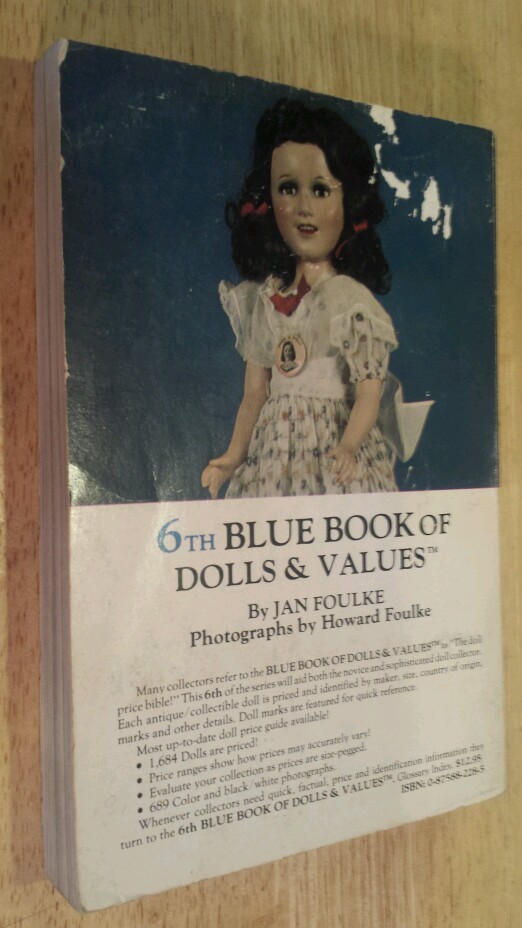 6TH BLUE BOOK OF
DOLLS & VALUES™
By JAN FOULKE
Photographs by Howard Foulke
Many collectors refer to the BLUE BOOK OF DOLLS & VALUES™ as "The doll
price bible!" This 6th of the series will aid both the novice and sophisticated doll collector.
Each antique/collectible doll is priced and identified by maker, size, country of origin,
marks and other details. Doll marks are featured for quick reference.
Most up-to-date doll price guide available!
• 1,684 Dolls are priced!
• Price ranges show how prices may accurately vary!
• Evaluate your collection as prices are size-pegged.
• 689 Color and black/white photographs.
Whenever collectors need quick, factual, price and identification information they
turn to the 6th BLUE BOOK OF DOLLS & VALUES™. Glossary. Index. $12.95.
ISBN: 0-87588-228-5